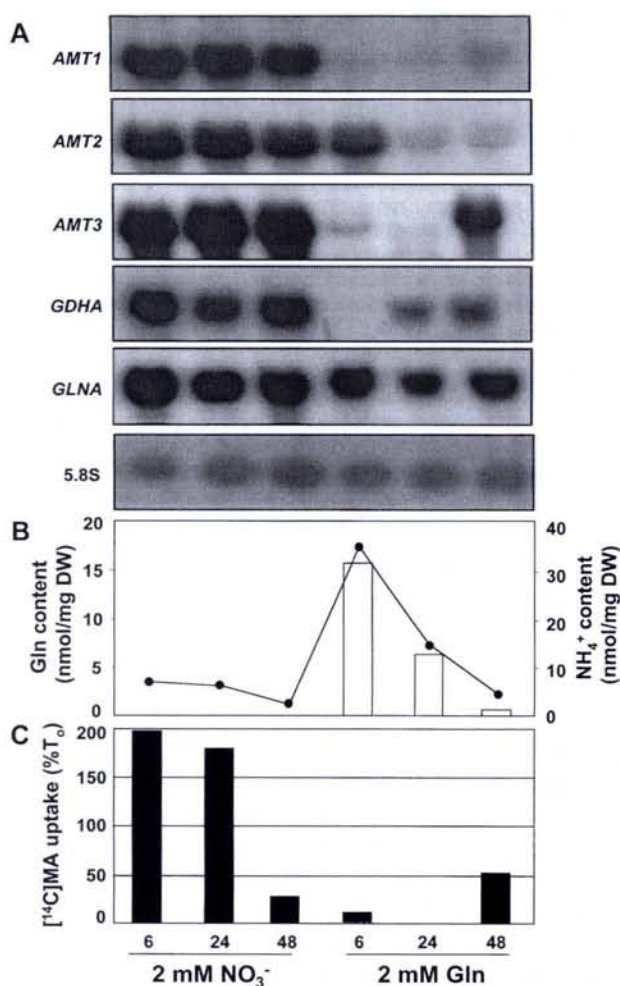 A
AMT1
AMT2
AMT3
GDHA
GLNA
5.8S
B
20
15
10
5
0
Gln content
(nmol/mg DW)
40
30
20
10
0
NH₄⁺ content
(nmol/mg DW)
C
200
150
100
50
0
[¹⁴C]MA uptake (%T₀)
6 24 48 6 24 48
2 mM NO₃⁻ 2 mM Gln